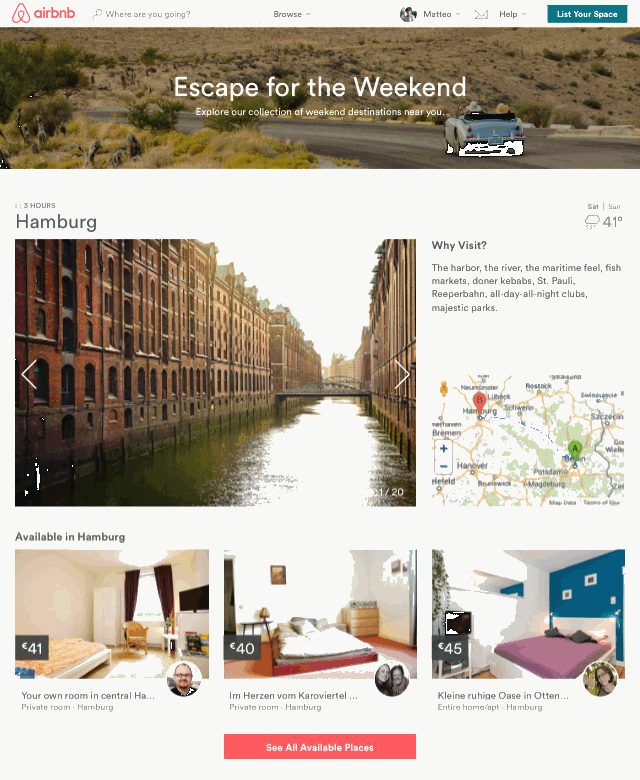 airbnb
Where are you going?
Browse
Matteo
Help
List Your Space
Escape for the Weekend
Explore our collection of weekend destinations near you.
3 HOURS
Hamburg
Sat | Sun
41°
Why Visit?
The harbor, the river, the maritime feel, fish
markets, doner kebabs, St. Pauli,
Reeperbahn, all-day-all-night clubs,
majestic parks.
1 / 20
Neumünster
Rostock
Lübeck
Hamburg
Schwerin
Szczecin
Bremen
B
A
Berlin
Hanover
Potsdam
Brunswick
Magdeburg
Map Data
Terms of Use
Available in Hamburg
€41
€40
€45
Your own room in central Ha...
Private room · Hamburg
Im Herzen vom Karoviertel ...
Private room · Hamburg
Kleine ruhige Oase in Otten...
Entire home/apt · Hamburg
See All Available Places